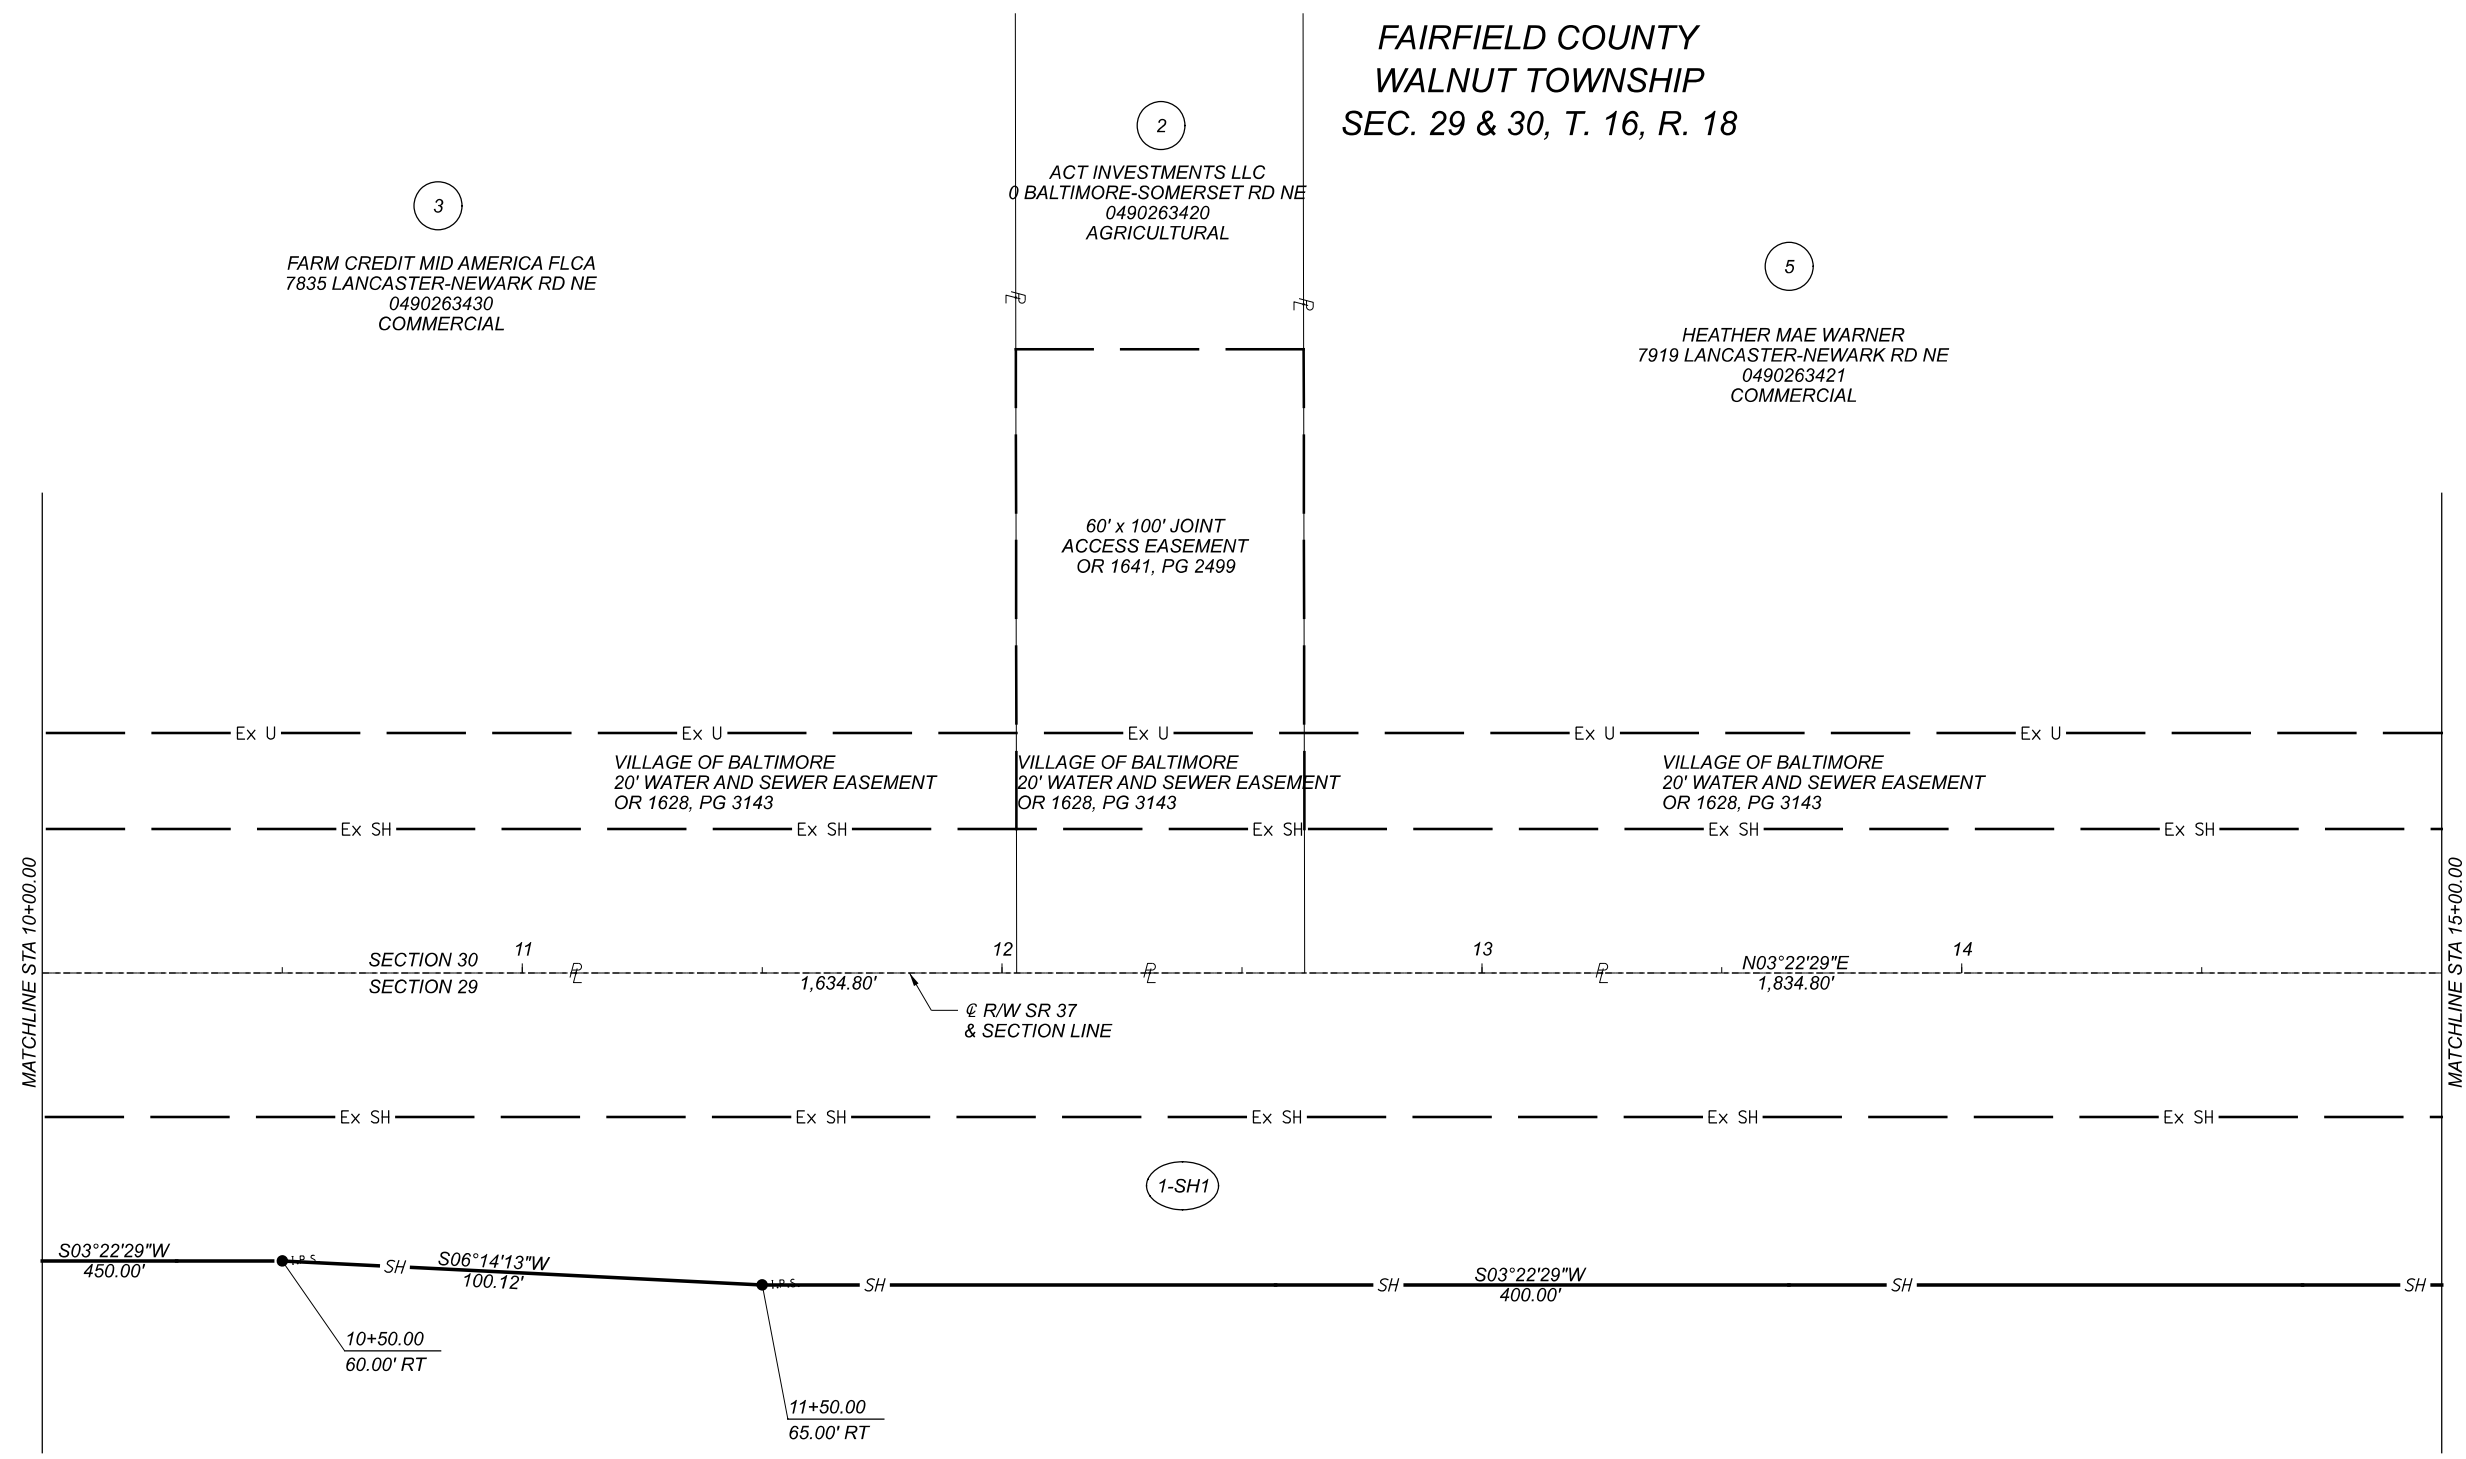 FAIRFIELD COUNTY
WALNUT TOWNSHIP
SEC. 29 & 30, T. 16, R. 18
2
ACT INVESTMENTS LLC
0 BALTIMORE-SOMERSET RD NE
0490263420
AGRICULTURAL
3
FARM CREDIT MID AMERICA FLCA
7835 LANCASTER-NEWARK RD NE
0490263430
COMMERCIAL
5
HEATHER MAE WARNER
7919 LANCASTER-NEWARK RD NE
0490263421
COMMERCIAL
PL
PL
60' x 100' JOINT
ACCESS EASEMENT
OR 1641, PG 2499
Ex U
Ex U
Ex U
Ex U
Ex U
VILLAGE OF BALTIMORE
20' WATER AND SEWER EASEMENT
OR 1628, PG 3143
VILLAGE OF BALTIMORE
20' WATER AND SEWER EASEMENT
OR 1628, PG 3143
VILLAGE OF BALTIMORE
20' WATER AND SEWER EASEMENT
OR 1628, PG 3143
Ex SH
Ex SH
Ex SH
Ex SH
Ex SH
MATCHLINE STA 10+00.00
MATCHLINE STA 15+00.00
11
12
13
14
SECTION 30
SECTION 29
PL
PL
PL
1,634.80'
N03°22'29"E
1,834.80'
℄ R/W SR 37
& SECTION LINE
Ex SH
Ex SH
Ex SH
Ex SH
Ex SH
1-SH1
S03°22'29"W
450.00'
I.P.S.
SH
S06°14'13"W
100.12'
I.P.S.
SH
SH
S03°22'29"W
400.00'
SH
SH
10+50.00
60.00' RT
11+50.00
65.00' RT